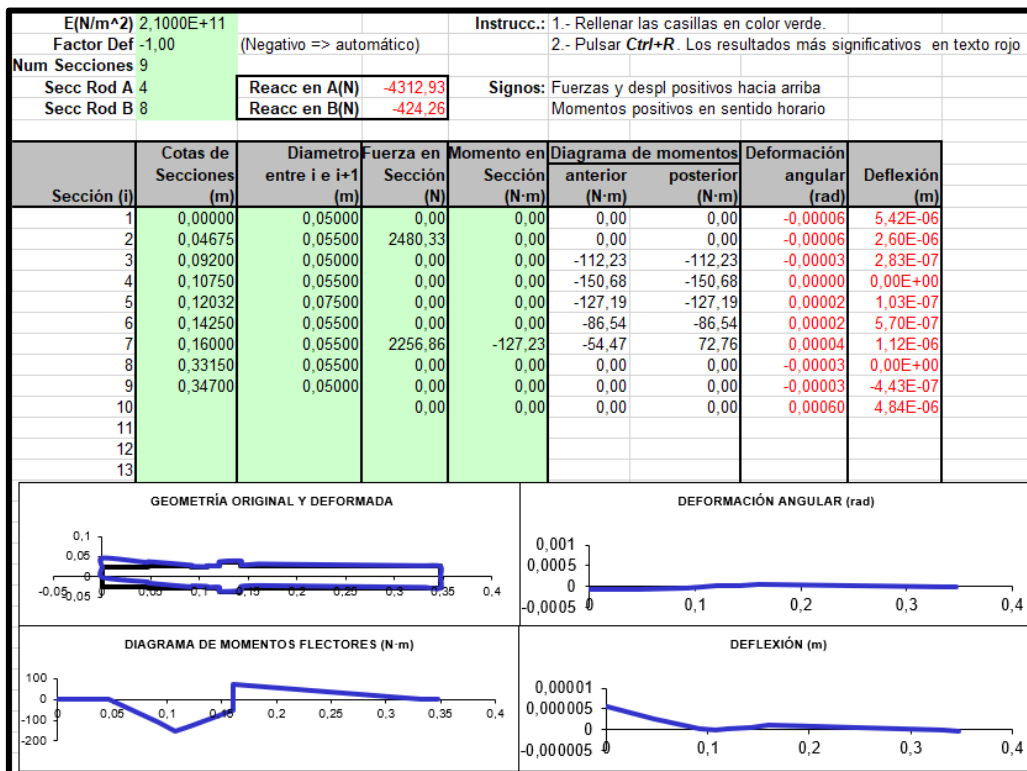 E(N/m^2) 2,1000E+11 Instrucc.: 1.- Rellenar las casillas en color verde.
Factor Def -1,00 (Negativo => automático) 2.- Pulsar Ctrl+R. Los resultados más significativos en texto rojo
Num Secciones 9
Secc Rod A 4 Reacc en A(N) -4312,93 Signos: Fuerzas y despl positivos hacia arriba
Secc Rod B 8 Reacc en B(N) -424,26 Momentos positivos en sentido horario
Cotas de Diametro Fuerza en Momento en Diagrama de momentos Deformación
Secciones entre i e i+1 Sección Sección anterior posterior angular Deflexión
Sección (i) (m) (m) (N) (N·m) (N·m) (N·m) (rad) (m)
1 0,00000 0,05000 0,00 0,00 0,00 0,00 -0,00006 5,42E-06
2 0,04675 0,05500 2480,33 0,00 0,00 0,00 -0,00006 2,60E-06
3 0,09200 0,05000 0,00 0,00 -112,23 -112,23 -0,00003 2,83E-07
4 0,10750 0,05500 0,00 0,00 -150,68 -150,68 0,00000 0,00E+00
5 0,12032 0,07500 0,00 0,00 -127,19 -127,19 0,00002 1,03E-07
6 0,14250 0,05500 0,00 0,00 -86,54 -86,54 0,00002 5,70E-07
7 0,16000 0,05500 2256,86 -127,23 -54,47 72,76 0,00004 1,12E-06
8 0,33150 0,05500 0,00 0,00 0,00 0,00 -0,00003 0,00E+00
9 0,34700 0,05000 0,00 0,00 0,00 0,00 -0,00003 -4,43E-07
10 0,00 0,00 0,00 0,00 0,00060 4,84E-06
11
12
13
GEOMETRÍA ORIGINAL Y DEFORMADA
0,1
0,05
0
-0,05
-0,05 0 0,05 0,1 0,15 0,2 0,25 0,3 0,35 0,4
DEFORMACIÓN ANGULAR (rad)
0,001
0,0005
0
-0,0005
0 0,1 0,2 0,3 0,4
DIAGRAMA DE MOMENTOS FLECTORES (N·m)
100
0
-100
-200
0 0,05 0,1 0,15 0,2 0,25 0,3 0,35 0,4
DEFLEXIÓN (m)
0,00001
0,000005
0
-0,000005
0 0,1 0,2 0,3 0,4